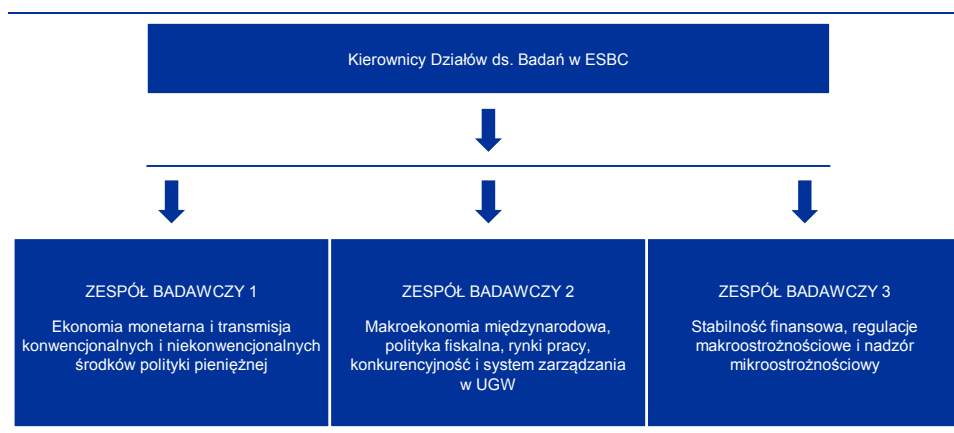 Kierownicy Działów ds. Badań w ESBC
ZESPÓŁ BADAWCZY 1
Ekonomia monetarna i transmisja
konwencjonalnych i niekonwencjonalnych
środków polityki pieniężnej
ZESPÓŁ BADAWCZY 2
Makroekonomia międzynarodowa,
polityka fiskalna, rynki pracy,
konkurencyjność i system zarządzania
w UGW
ZESPÓŁ BADAWCZY 3
Stabilność finansowa, regulacje
makroostrożnościowe i nadzór
mikroostrożnościowy